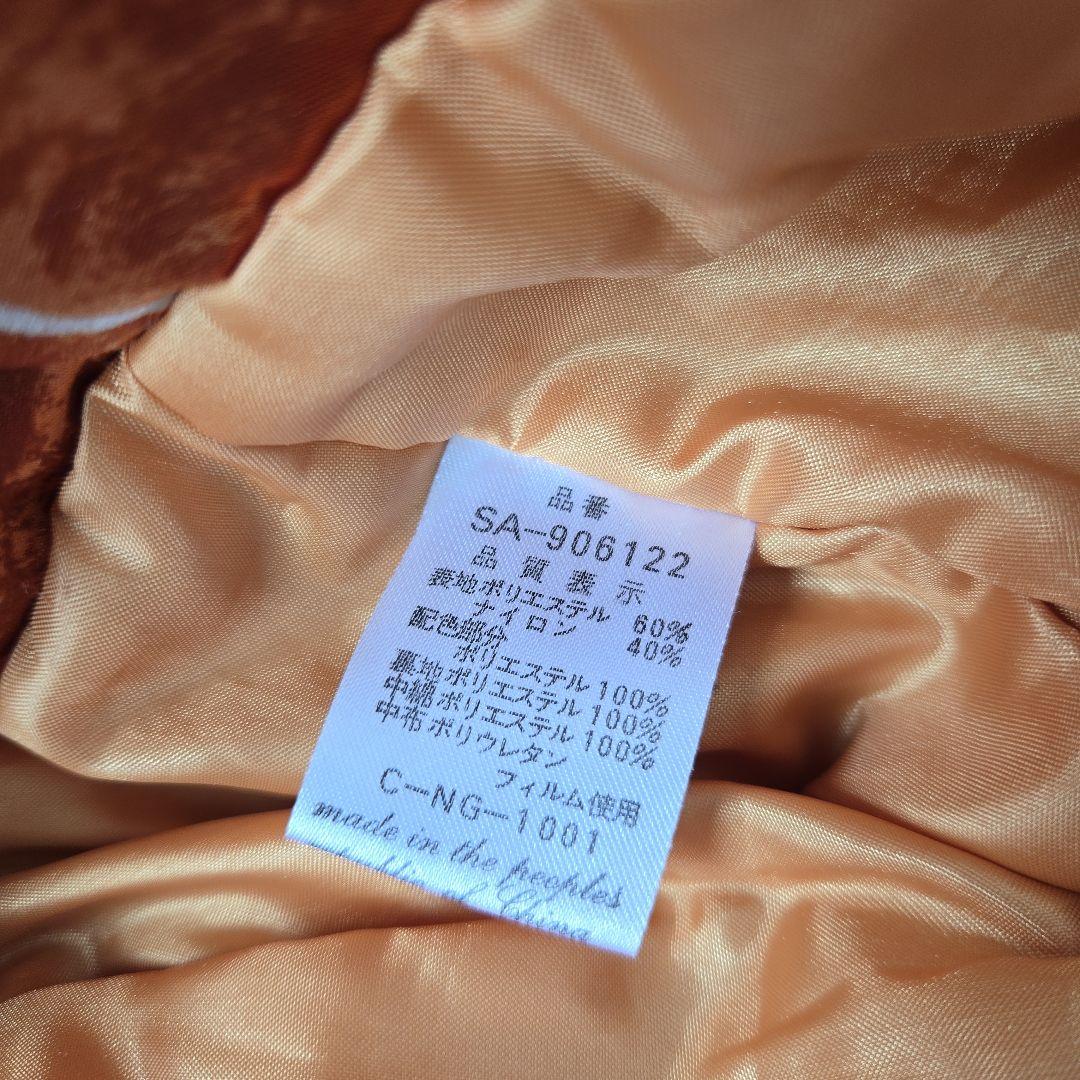 品番
SA-906122
品質表示
表地ポリエステル 60%
ナイロン 40%
配色部分
ポリエステル 100%
裏地ポリエステル 100%
中綿ポリエステル 100%
中布ポリウレタン
フィルム使用
C-NG-1001
made in the peoples
China